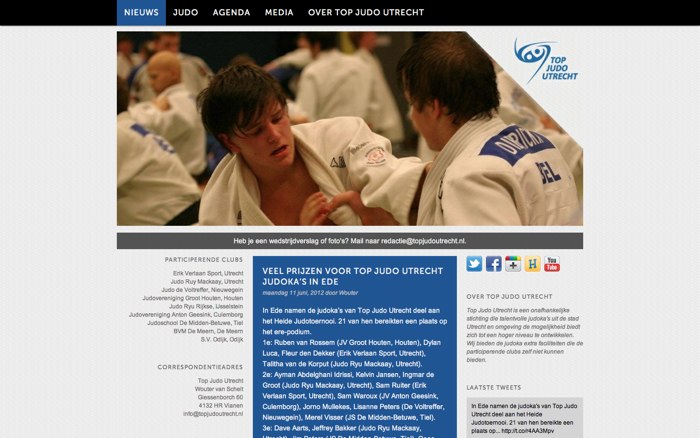 NIEUWS JUDO AGENDA MEDIA OVER TOP JUDO UTRECHT
TOP
JUDO
UTRECHT
BEL
Heb je een wedstrijdverslag of foto's? Mail naar redactie@topjudoutrecht.nl.
PARTICIPERENDE CLUBS
Erik Verlaan Sport, Utrecht
Judo Ruy Mackaay, Utrecht
Judo de Voltreffer, Nieuwegein
Judovereniging Groot Houten, Houten
Judo Ryu Rijkse, IJsselstein
Judovereniging Anton Geesink, Culemborg
Judoschool De Midden-Betuwe, Tiel
BVM De Meern, De Meern
S.V. Odijk, Odijk
CORRESPONDENTIEADRES
Top Judo Utrecht
Wouter van Schelt
Giessenborch 60
4132 HR Vianen
info@topjudoutrecht.nl
VEEL PRIJZEN VOOR TOP JUDO UTRECHT
JUDOKA'S IN EDE
maandag 11 juni, 2012 door Wouter
In Ede namen de judoka's van Top Judo Utrecht deel aan
het Heide Judotoernooi. 21 van hen bereikten een plaats op
het ere-podium.
1e: Ruben van Rossem (JV Groot Houten, Houten), Dylan
Luca, Fleur den Dekker (Erik Verlaan Sport, Utrecht),
Talitha van de Korput (Judo Ruy Mackaay, Utrecht).
2e: Ayman Abdelghani Idrissi, Kelvin Jansen, Ingmar de
Groot (Judo Ruy Mackaay, Utrecht), Sam Ruiter (Erik
Verlaan Sport, Utrecht), Sam Waroux (JV Anton Geesink,
Culemborg), Jorno Mullekes, Lisanne Peters (De Voltreffer,
Nieuwegein), Merel Visser (JS De Midden-Betuwe, Tiel).
3e: Dave Aarts, Jeffrey Bakker (Judo Ruy Mackaay,
You
Tube
OVER TOP JUDO UTRECHT
Top Judo Utrecht is een onafhankelijke
stichting die talentvolle judoka's uit de stad
Utrecht en omgeving de mogelijkheid biedt
zich tot een hoger niveau te ontwikkelen.
Wij bieden de judoka extra faciliteiten die de
participerende clubs zelf niet kunnen
bieden.
LAATSTE TWEETS
In Ede namen de judoka's van Top Judo
Utrecht deel aan het Heide
Judotoernooi. 21 van hen bereikten een
plaats op... http://t.co/r4AA3Mpv